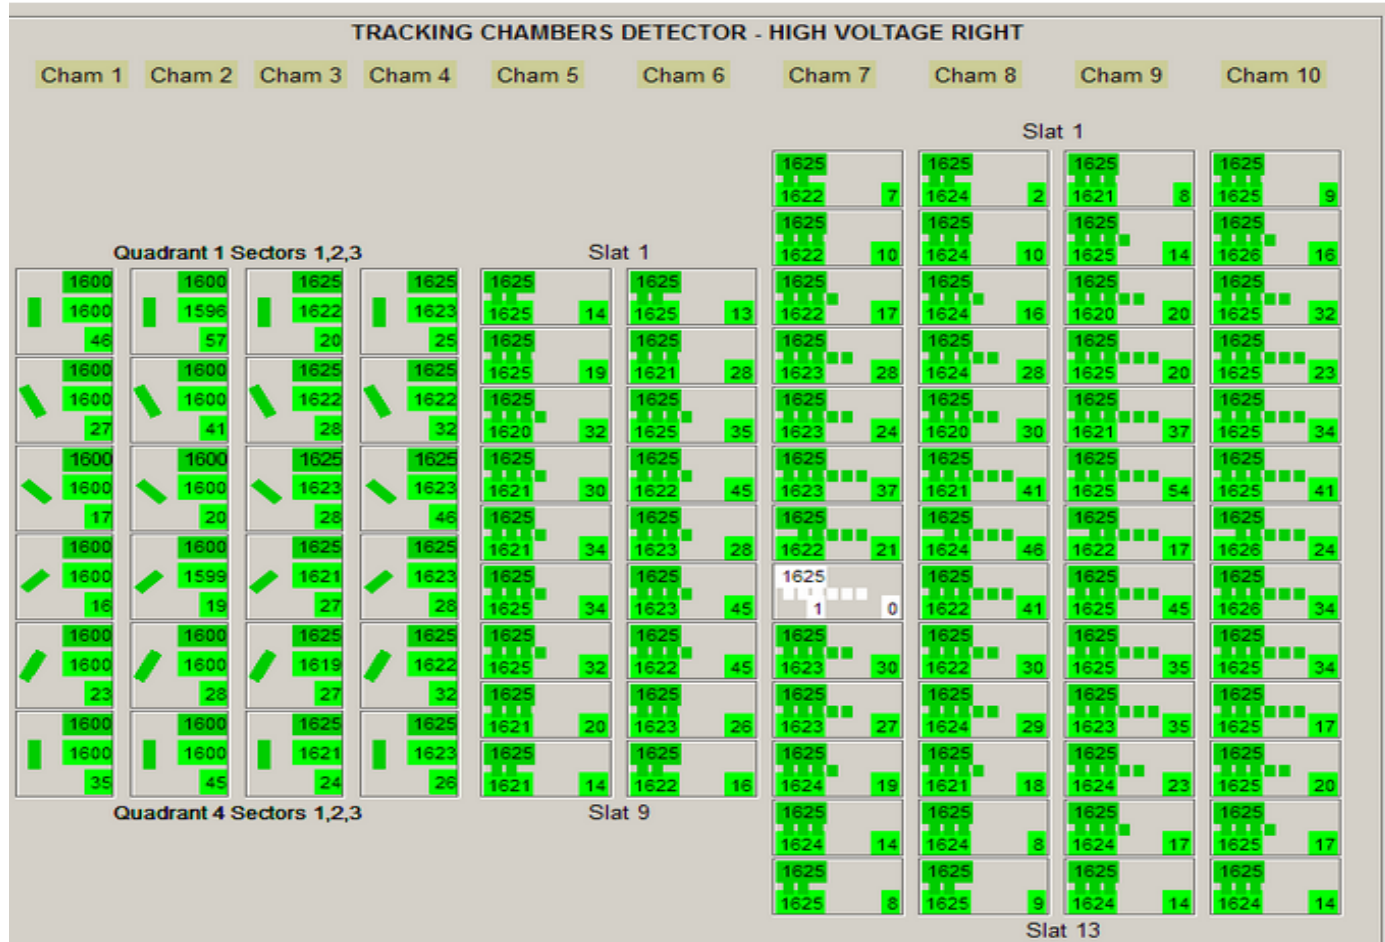 TRACKING CHAMBERS DETECTOR - HIGH VOLTAGE RIGHT
Cham 1 Cham 2 Cham 3 Cham 4 Cham 5 Cham 6 Cham 7 Cham 8 Cham 9 Cham 10
Slat 1
1625 1625 1625 1625
1622 7 1624 2 1621 8 1625 9
1625 1625 1625 1625
1622 10 1624 10 1625 14 1626 16
Quadrant 1 Sectors 1,2,3 Slat 1
1600 1600 1625 1625 1625 1625 1625 1625 1625 1625
1600 1596 1622 1623 1625 14 1625 13 1622 17 1624 16 1620 20 1625 32
46 57 20 25
1625 1625 1625 1625 1625 1625
1600 1600 1625 1625 1625 19 1621 28 1623 28 1624 28 1625 20 1625 23
1600 1600 1622 1622 1625 1625 1625 1625 1625 1625
27 41 28 32 1620 32 1625 35 1623 24 1620 30 1621 37 1625 34
1600 1600 1625 1625 1625 1625 1625 1625 1625 1625
1600 1600 1623 1623 1621 30 1622 45 1623 37 1621 41 1625 54 1625 41
17 20 28 46 1625 1625 1625 1625 1625 1625
1600 1600 1625 1625 1621 34 1623 28 1622 21 1624 46 1622 17 1626 24
1600 1599 1621 1623 1625 1625 1625 1625 1625 1625
16 19 27 28 1625 34 1623 45 1 0 1622 41 1625 45 1626 34
1600 1600 1625 1625 1625 1625 1625 1625 1625 1625
1600 1600 1619 1622 1625 32 1622 45 1623 30 1622 30 1625 35 1625 34
23 28 27 32 1625 1625 1625 1625 1625 1625
1600 1600 1625 1625 1621 20 1623 26 1623 27 1624 29 1623 35 1625 17
1600 1600 1621 1623 1625 1625 1625 1625 1625 1625
35 45 24 26 1621 14 1622 16 1624 19 1621 18 1624 23 1625 20
Quadrant 4 Sectors 1,2,3 Slat 9
1625 1625 1625 1625
1624 14 1624 8 1624 17 1625 17
1625 1625 1625 1625
1625 8 1625 9 1624 14 1624 14
Slat 13